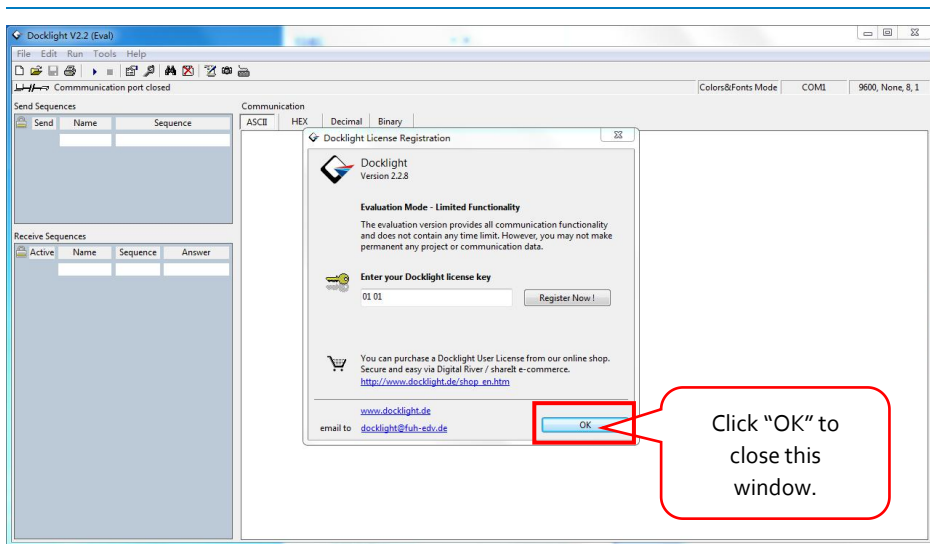 Docklight V2.2 (Eval)
File Edit Run Tools Help
Commmunication port closed
Colors&Fonts Mode COM1 9600, None, 8, 1
Send Sequences
Send Name Sequence
Communication
ASCII HEX Decimal Binary
Docklight License Registration
Docklight
Version 2.2.8
Evaluation Mode - Limited Functionality
The evaluation version provides all communication functionality
and does not contain any time limit. However, you may not make
permanent any project or communication data.
Receive Sequences
Active Name Sequence Answer
Enter your Docklight license key
01 01
Register Now !
You can purchase a Docklight User License from our online shop.
Secure and easy via Digital River / shareIt e-commerce.
http://www.docklight.de/shop_en.htm
www.docklight.de
email to docklight@fuh-edv.de
OK
Click “OK” to
close this
window.